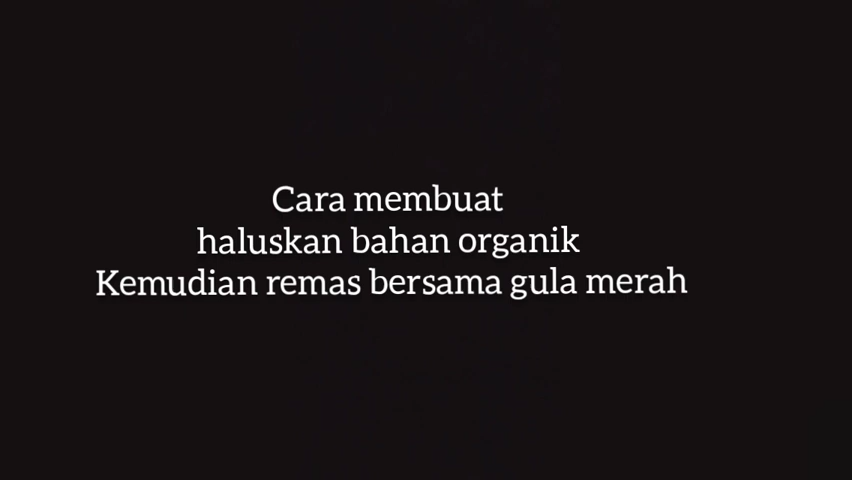 Cara membuat
haluskan bahan organik
Kemudian remas bersama gula merah